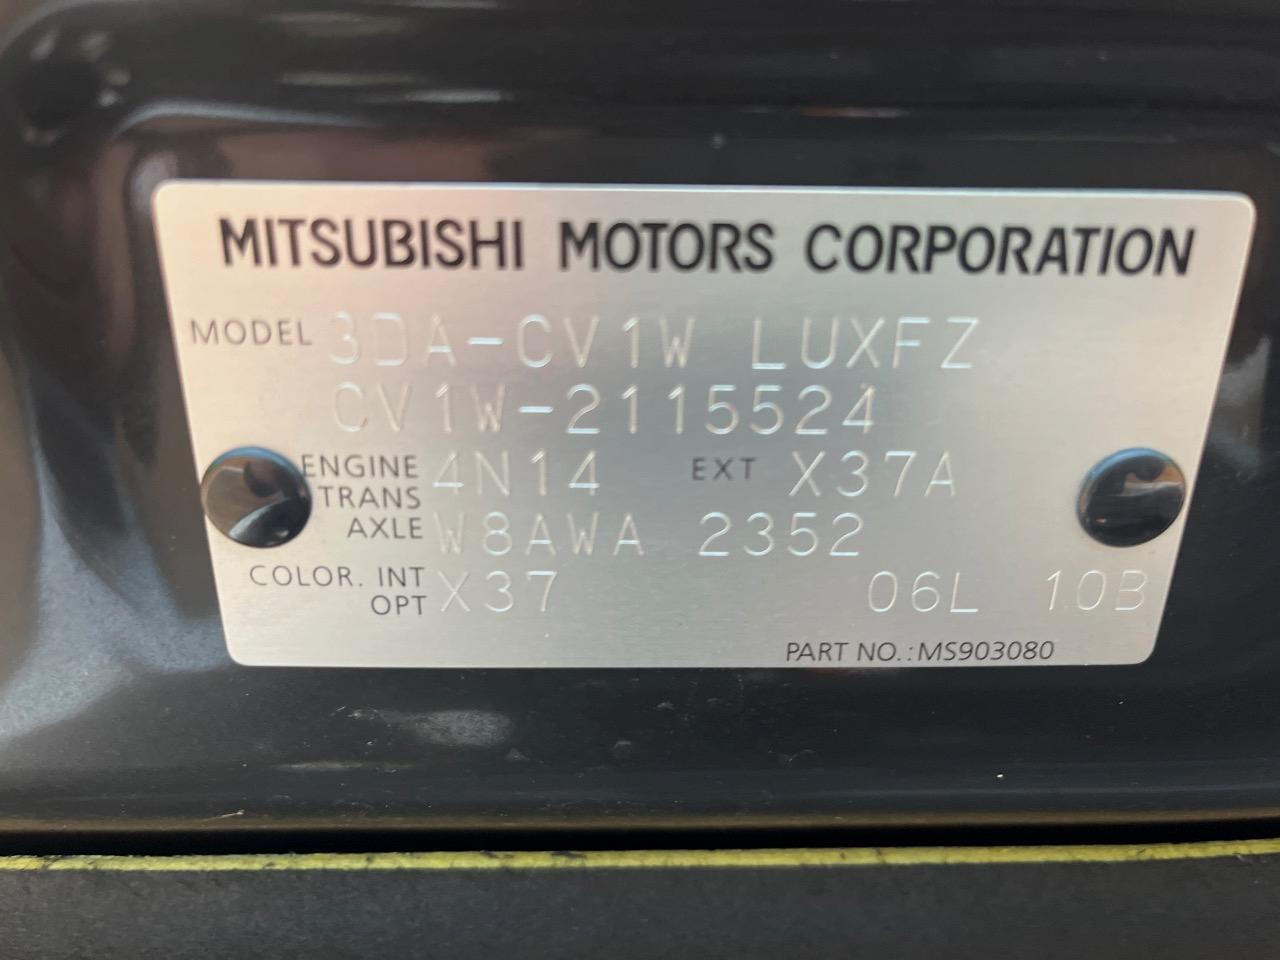 MITSUBISHI MOTORS CORPORATION
MODEL 3DA-CV1W LUXFZ
CV1W-2115524
ENGINE 4N14 EXT X37A
TRANS
AXLE W8AWA 2352
COLOR. INT X37 06L 10B
OPT
PART NO.:MS903080